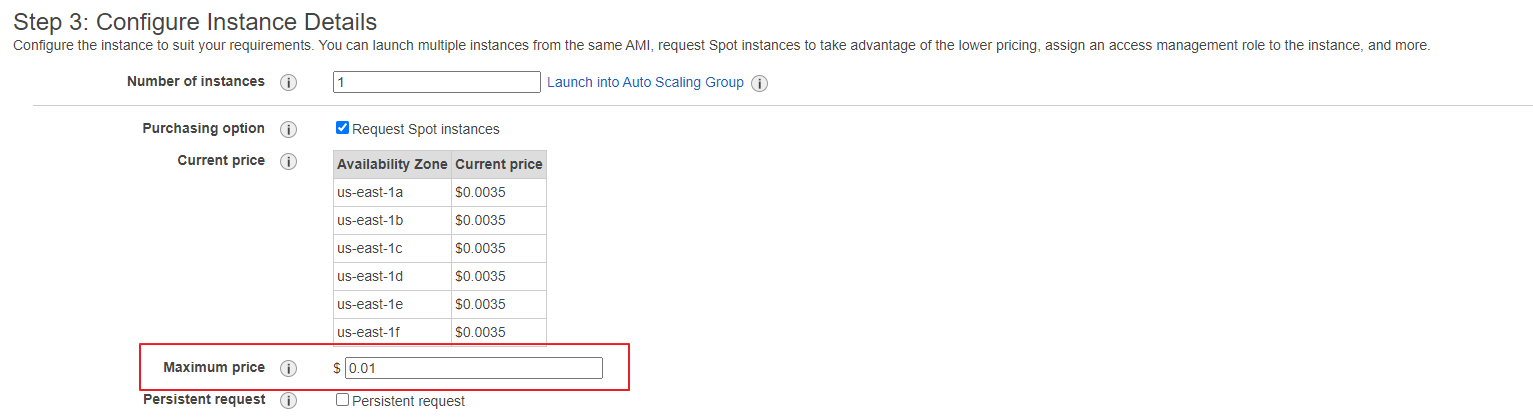 Step 3: Configure Instance Details
Configure the instance to suit your requirements. You can launch multiple instances from the same AMI, request Spot instances to take advantage of the lower pricing, assign an access management role to the instance, and more.
Number of instances i 1 Launch into Auto Scaling Group i
Purchasing option i Request Spot instances
Current price i
Availability Zone Current price
us-east-1a $0.0035
us-east-1b $0.0035
us-east-1c $0.0035
us-east-1d $0.0035
us-east-1e $0.0035
us-east-1f $0.0035
Maximum price i $ 0.01
Persistent request i Persistent request